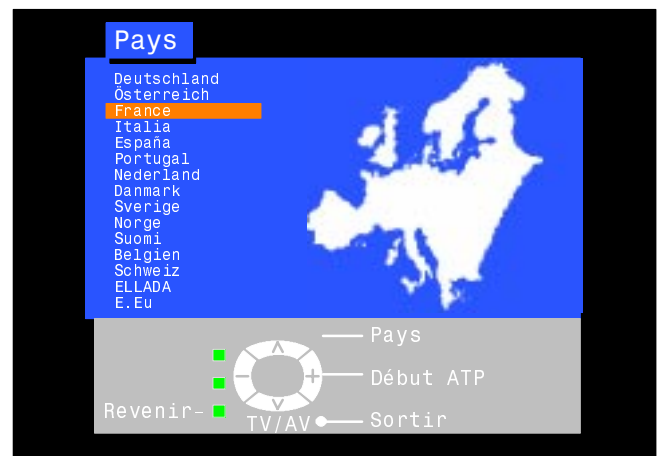 Pays
Deutschland
Österreich
France
Italia
España
Portugal
Nederland
Danmark
Sverige
Norge
Suomi
Belgien
Schweiz
ELLADA
E.Eu
Pays
Début ATP
Revenir
TV/AV
Sortir